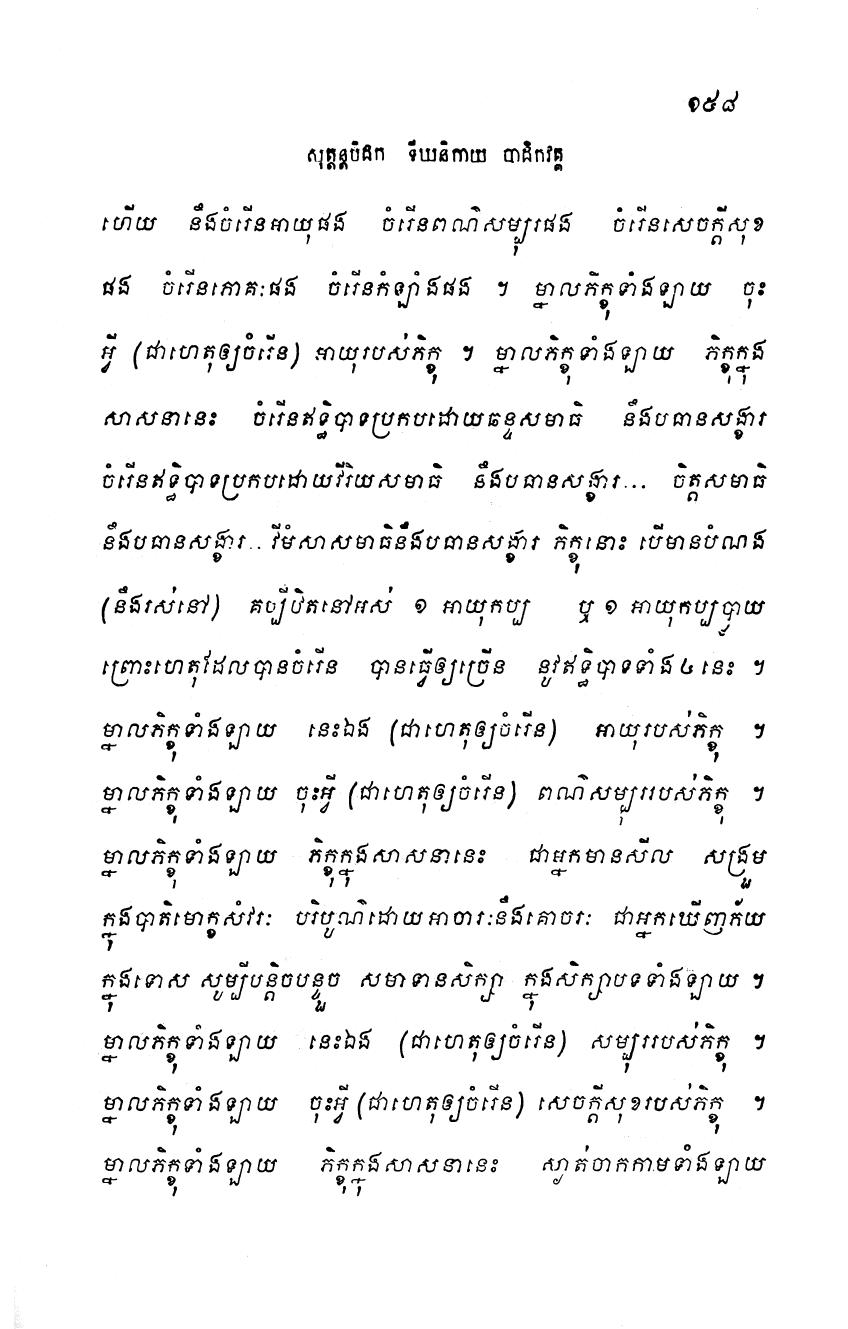 ១៥៨
សុត្តន្តបិដក ទីឃនិកាយ បាដិកវគ្គ
ហើយ នឹងចំរើនអាយុផង ចំរើនពណ៌សម្បុរផង ចំរើនសេចក្តីសុខ
ផង ចំរើនភោគៈផង ចំរើនកំឡាំងផង ។ ម្នាលភិក្ខុទាំងឡាយ ចុះ
អ្វី (ជាហេតុឲ្យចំរើន) អាយុរបស់ភិក្ខុ ។ ម្នាលភិក្ខុទាំងឡាយ ភិក្ខុក្នុង
សាសនានេះ ចំរើនឥទ្ធិបាទប្រកបដោយឆន្ទសមាធិ នឹងបធានសង្ខារ
ចំរើនឥទ្ធិបាទប្រកបដោយវីរិយសមាធិ នឹងបធានសង្ខារ... ចិត្តសមាធិ
នឹងបធានសង្ខារ.. វីមំសាសមាធិនឹងបធានសង្ខារ ភិក្ខុនោះ បើមានបំណង
(នឹងរស់នៅ) គប្បីឋិតនៅអស់ ១ អាយុកប្ប ឬ ១ អាយុកប្បប្លាយ
ព្រោះហេតុដែលបានចំរើន បានធ្វើឲ្យច្រើន នូវឥទ្ធិបាទទាំង៤នេះ ។
ម្នាលភិក្ខុទាំងឡាយ នេះឯង (ជាហេតុឲ្យចំរើន) អាយុរបស់ភិក្ខុ ។
ម្នាលភិក្ខុទាំងឡាយ ចុះអ្វី (ជាហេតុឲ្យចំរើន) ពណ៌សម្បុររបស់ភិក្ខុ ។
ម្នាលភិក្ខុទាំងឡាយ ភិក្ខុក្នុងសាសនានេះ ជាអ្នកមានសីល សង្រួម
ក្នុងបាតិមោក្ខសំវរៈ បរិបូណ៌ដោយអាចារៈនឹងគោចរៈ ជាអ្នកឃើញភ័យ
ក្នុងទោស សូម្បីបន្តិចបន្ទួច សមាទានសិក្សា ក្នុងសិក្សាបទទាំងឡាយ ។
ម្នាលភិក្ខុទាំងឡាយ នេះឯង (ជាហេតុឲ្យចំរើន) សម្បុររបស់ភិក្ខុ ។
ម្នាលភិក្ខុទាំងឡាយ ចុះអ្វី (ជាហេតុឲ្យចំរើន) សេចក្តីសុខរបស់ភិក្ខុ ។
ម្នាលភិក្ខុទាំងឡាយ ភិក្ខុក្នុងសាសនានេះ ស្ងាត់ចាកកាមទាំងឡាយ